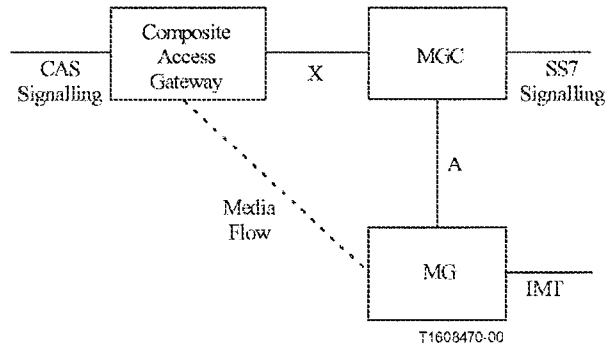 Composite
Access
Gateway
MGC
CAS
Signalling
X
SS7
Signalling
A
Media
Flow
MG
IMT
T1608470-00